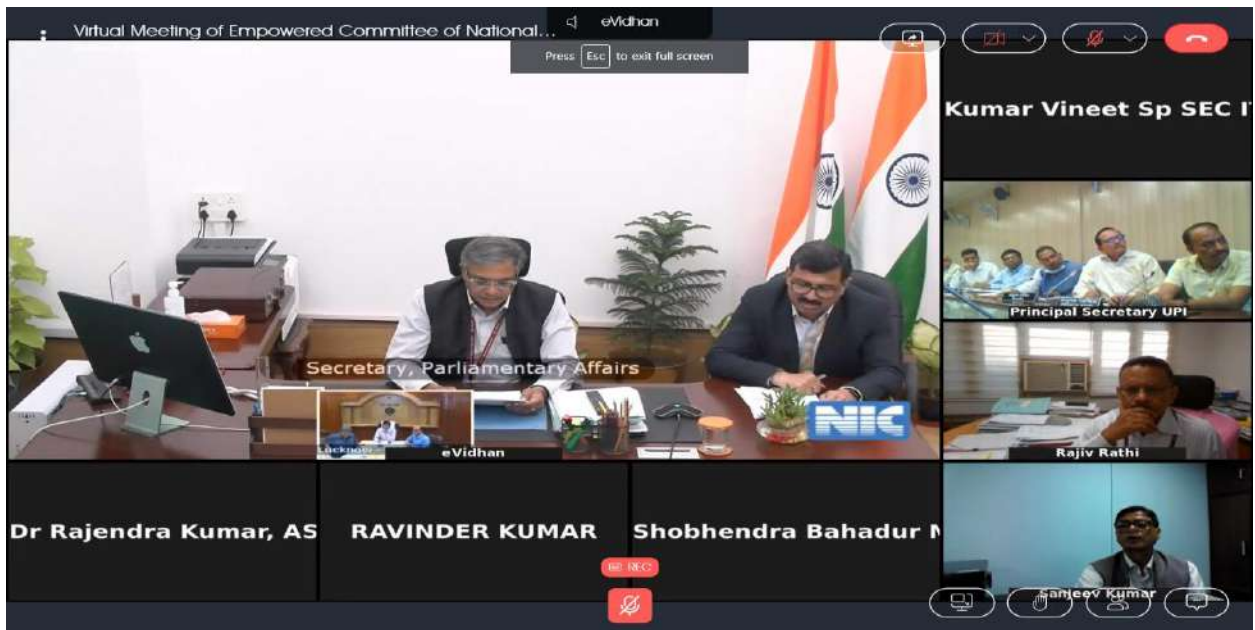 Virtual Meeting of Empowered Committee of National...
eVidhan
Press Esc to exit full screen
Kumar Vineet Sp SEC I
Principal Secretary UPI
Secretary, Parliamentary Affairs
NIC
Lucknow
eVidhan
Rajiv Rathi
Dr Rajendra Kumar, AS
RAVINDER KUMAR
Shobhendra Bahadur
REC
Sanjeev Kumar